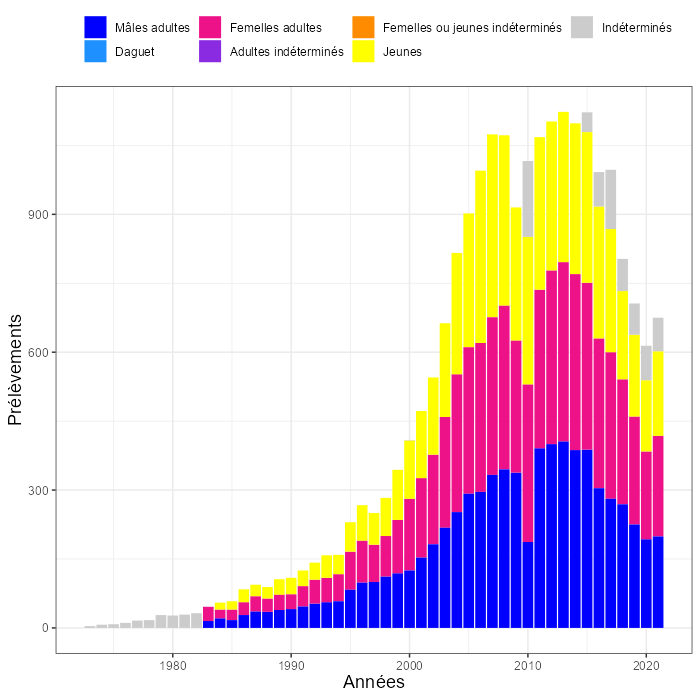 Mâles adultes Femelles adultes Femelles ou jeunes indéterminés Indéterminés
Daguet Adultes indéterminés Jeunes
900
600
300
0
Prélèvements
1980 1990 2000 2010 2020
Années